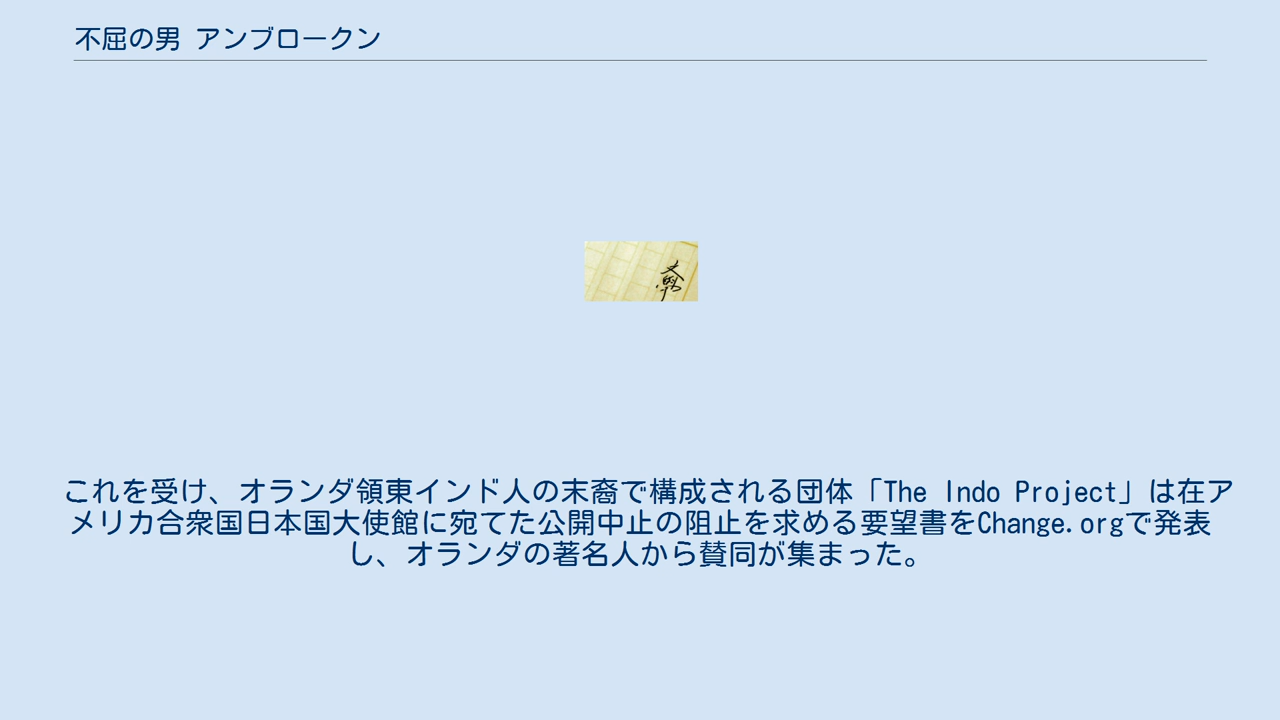 不屈の男 アンブロークン
これを受け、オランダ領東インド人の末裔で構成される団体「The Indo Project」は在ア
メリカ合衆国日本国大使館に宛てた公開中止の阻止を求める要望書をChange.orgで発表
し、オランダの著名人から賛同が集まった。